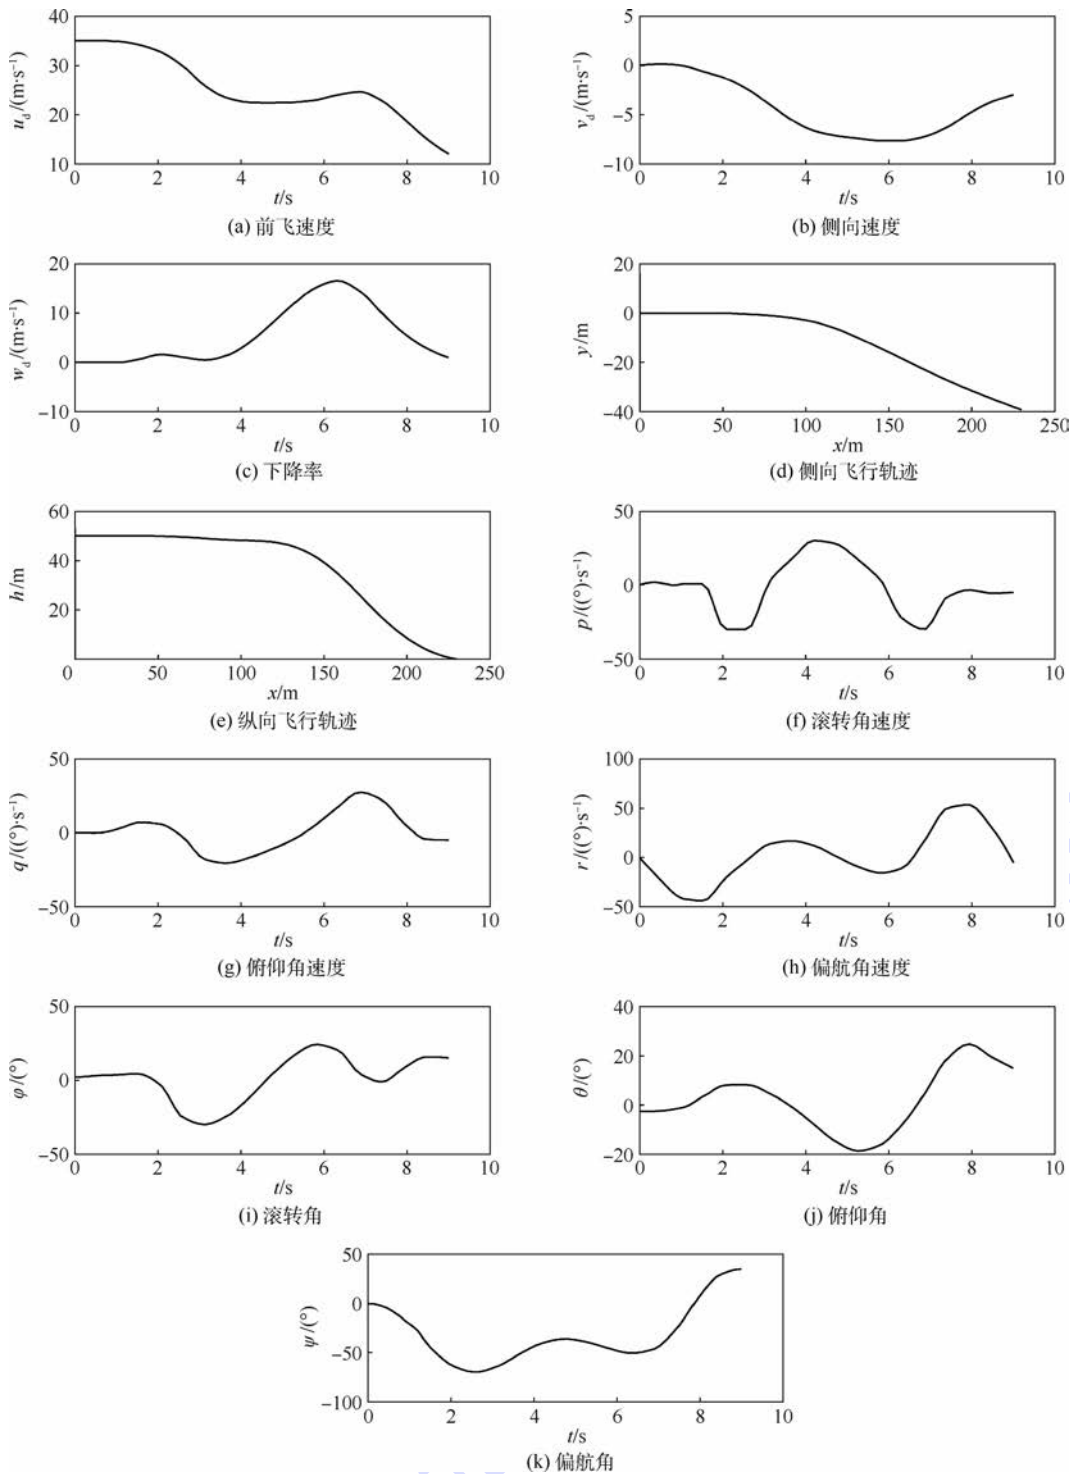 40
30
20
10
u_d/(m·s⁻¹)
0 2 4 6 8 10
t/s
(a) 前飞速度
5
0
−5
−10
v_d/(m·s⁻¹)
0 2 4 6 8 10
t/s
(b) 侧向速度
20
10
0
−10
w_d/(m·s⁻¹)
0 2 4 6 8 10
t/s
(c) 下降率
20
0
−20
−40
y/m
0 50 100 150 200 250
x/m
(d) 侧向飞行轨迹
60
40
20
h/m
0 50 100 150 200 250
x/m
(e) 纵向飞行轨迹
50
0
−50
p/((°)·s⁻¹)
0 2 4 6 8 10
t/s
(f) 滚转角速度
50
0
−50
q/((°)·s⁻¹)
0 2 4 6 8 10
t/s
(g) 俯仰角速度
100
50
0
−50
r/((°)·s⁻¹)
0 2 4 6 8 10
t/s
(h) 偏航角速度
50
0
−50
φ/(°)
0 2 4 6 8 10
t/s
(i) 滚转角
40
20
0
−20
θ/(°)
0 2 4 6 8 10
t/s
(j) 俯仰角
50
0
−50
−100
ψ/(°)
0 2 4 6 8 10
t/s
(k) 偏航角